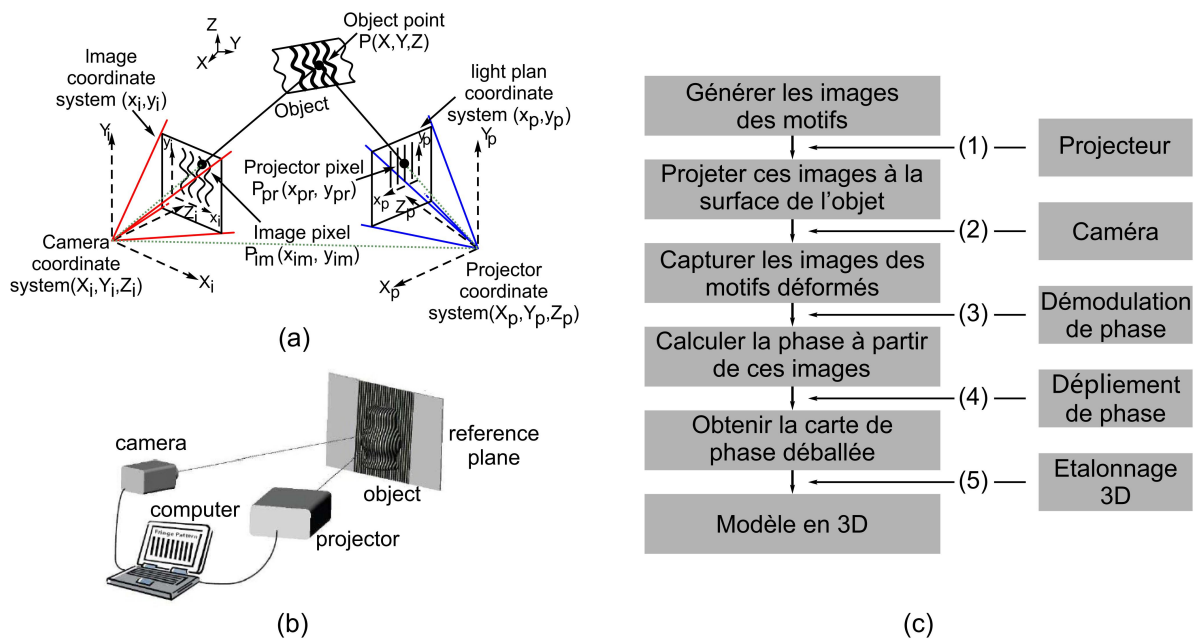 Z
Y
X
Object point
P(X,Y,Z)
Image
coordinate
system (xi,yi)
light plan
coordinate
system (xp,yp)
Object
Yi
Yp
y
yp
Projector pixel
Ppr(xpr, ypr)
xp
Zp
Zi
xi
Image pixel
Pim(xim, yim)
Camera
coordinate
system(Xi,Yi,Zi)
Xi
Xp
Projector
coordinate
system(Xp,Yp,Zp)
(a)
camera
reference
plane
object
computer
Fringe Pattern
projector
(b)
Générer les images
des motifs
(1)
Projecteur
Projeter ces images à la
surface de l'objet
(2)
Caméra
Capturer les images des
motifs déformés
(3)
Démodulation
de phase
Calculer la phase à partir
de ces images
(4)
Dépliement
de phase
Obtenir la carte de
phase déballée
(5)
Etalonnage
3D
Modèle en 3D
(c)